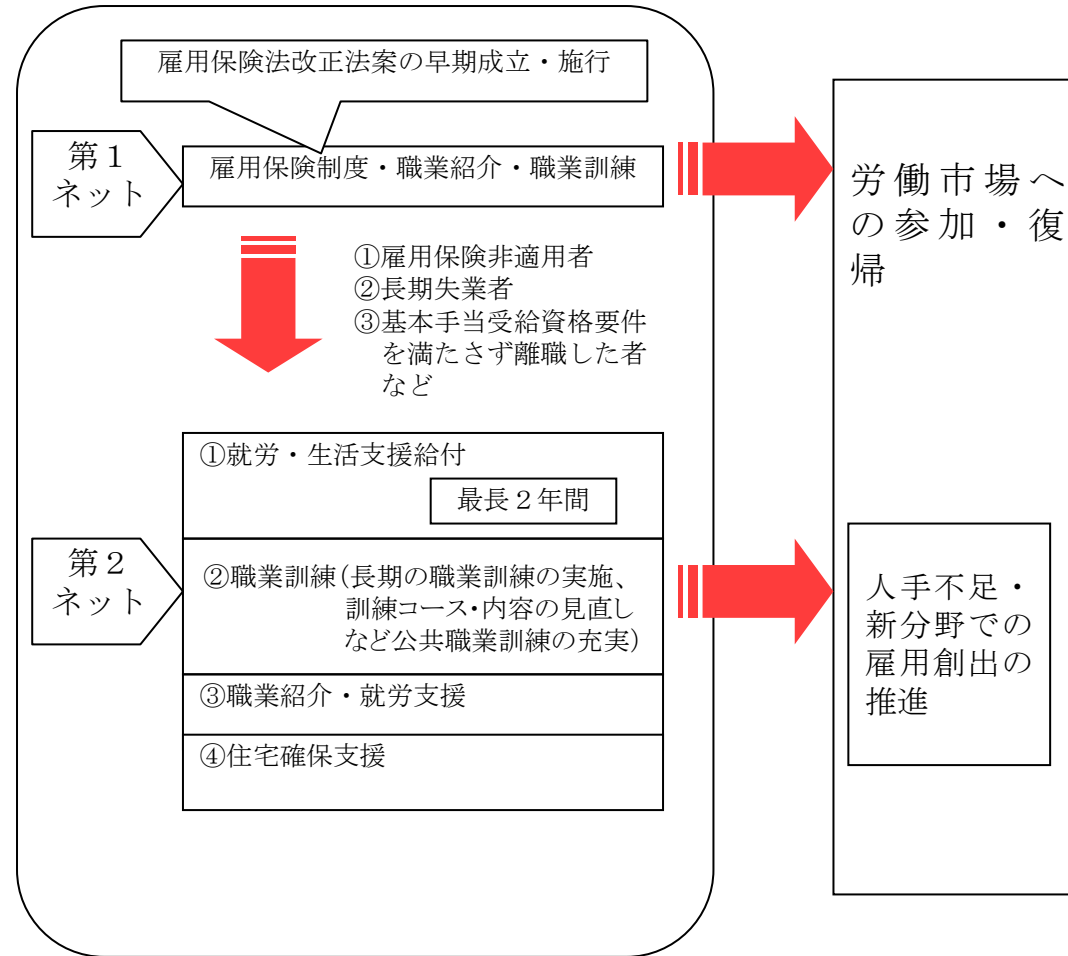 雇用保険法改正法案の早期成立・施行
第１
ネット
雇用保険制度・職業紹介・職業訓練
①雇用保険非適用者
②長期失業者
③基本手当受給資格要件
を満たさず離職した者
など
第２
ネット
①就労・生活支援給付
最長２年間
②職業訓練(長期の職業訓練の実施、
訓練コース・内容の見直し
など公共職業訓練の充実)
③職業紹介・就労支援
④住宅確保支援
労働市場へ
の参加・復
帰
人手不足・
新分野での
雇用創出の
推進